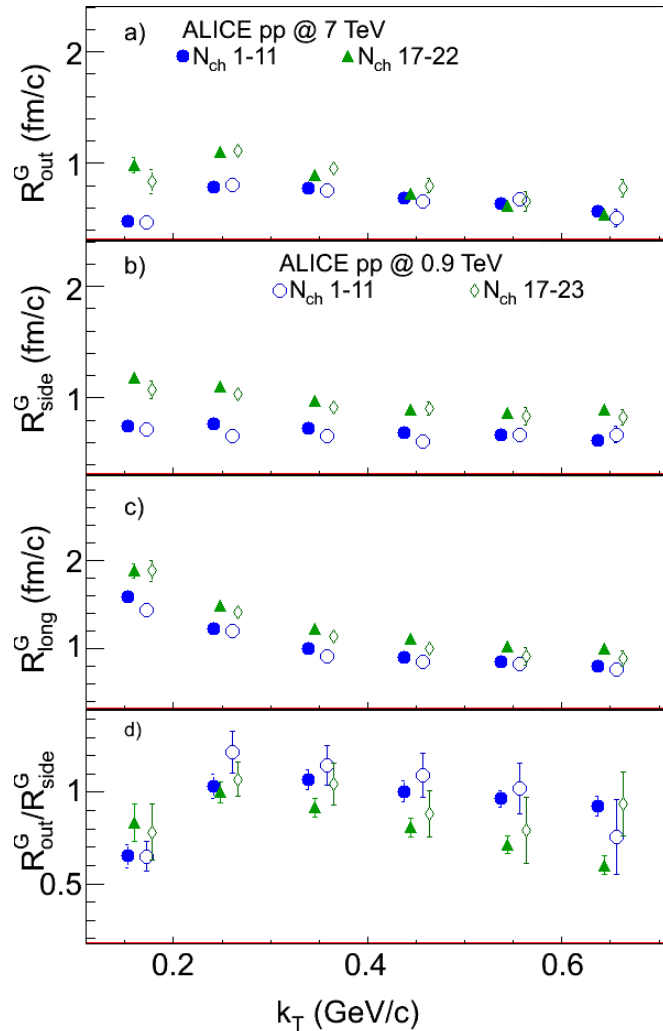 a) ALICE pp @ 7 TeV
N_ch 1-11 N_ch 17-22
2
1
R^G_out (fm/c)
b) ALICE pp @ 0.9 TeV
N_ch 1-11 N_ch 17-23
2
1
R^G_side (fm/c)
c)
2
1
R^G_long (fm/c)
d)
1
0.5
R^G_out/R^G_side
0.2 0.4 0.6
k_T (GeV/c)